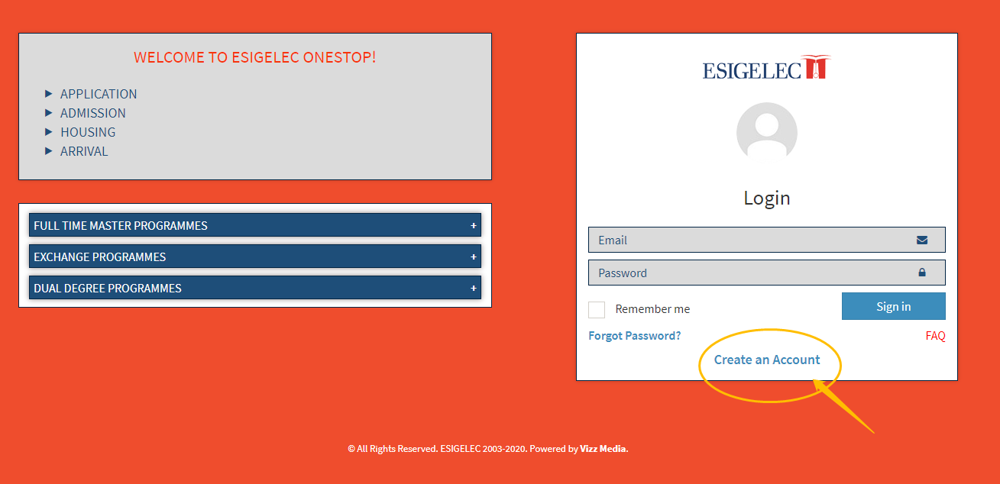 WELCOME TO ESIGELEC ONESTOP!
APPLICATION
ADMISSION
HOUSING
ARRIVAL
FULL TIME MASTER PROGRAMMES +
EXCHANGE PROGRAMMES +
DUAL DEGREE PROGRAMMES +
ESIGELEC
Login
Email
Password
Remember me
Sign in
Forgot Password?
FAQ
Create an Account
© All Rights Reserved. ESIGELEC 2003-2020. Powered by Vizz Media.